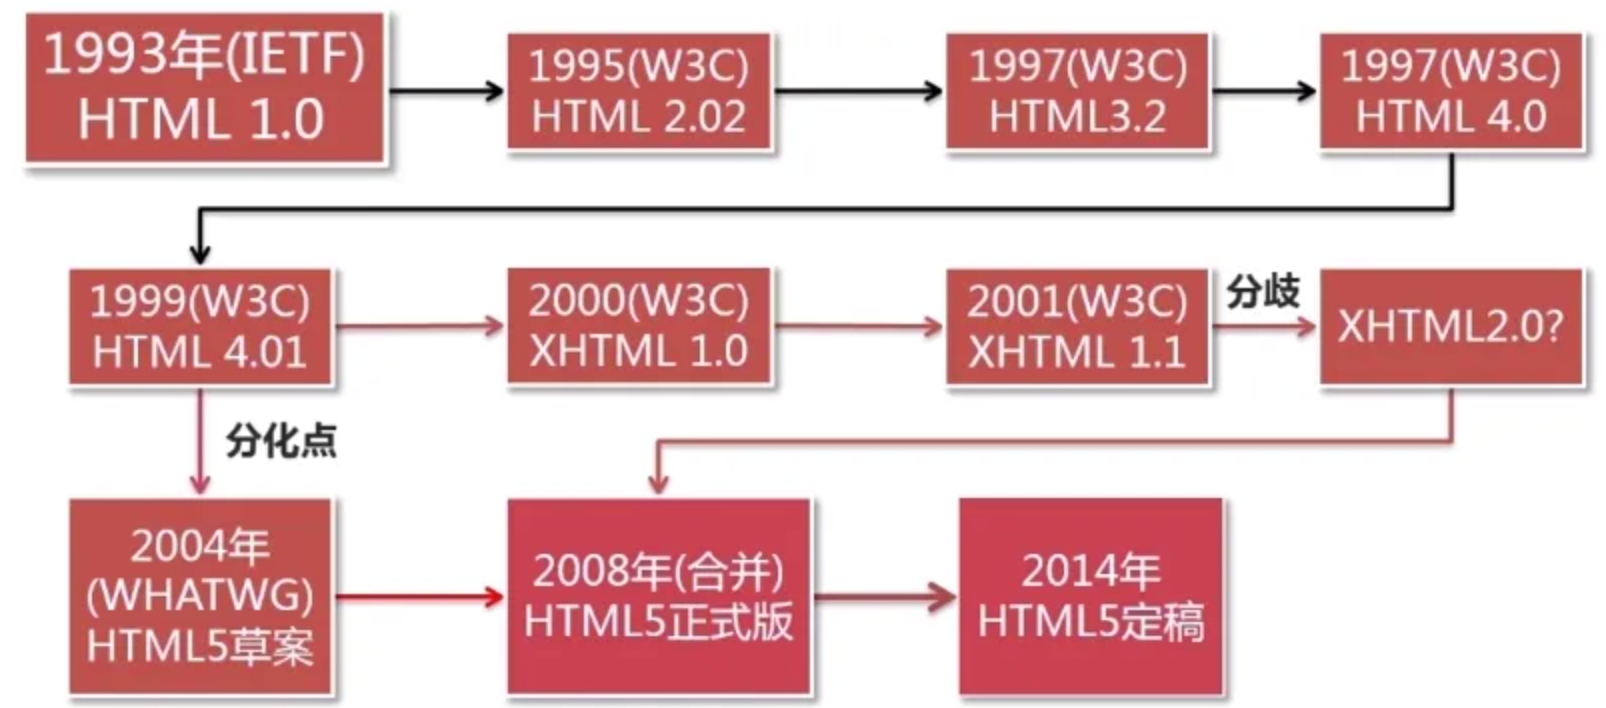 1993年(IETF)
HTML 1.0
1995(W3C)
HTML 2.02
1997(W3C)
HTML3.2
1997(W3C)
HTML 4.0
1999(W3C)
HTML 4.01
2000(W3C)
XHTML 1.0
2001(W3C)
XHTML 1.1
分歧
XHTML2.0?
分化点
2004年
(WHATWG)
HTML5草案
2008年(合并)
HTML5正式版
2014年
HTML5定稿